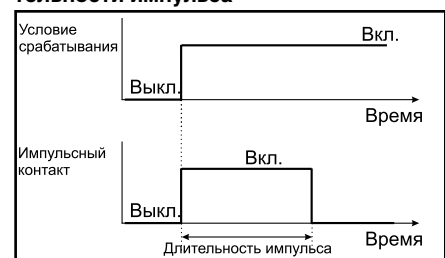 тельности импульса
Условие
срабатывания
Вкл.
Выкл.
Время
Импульсный
контакт
Вкл.
Выкл.
Время
Длительность импульса